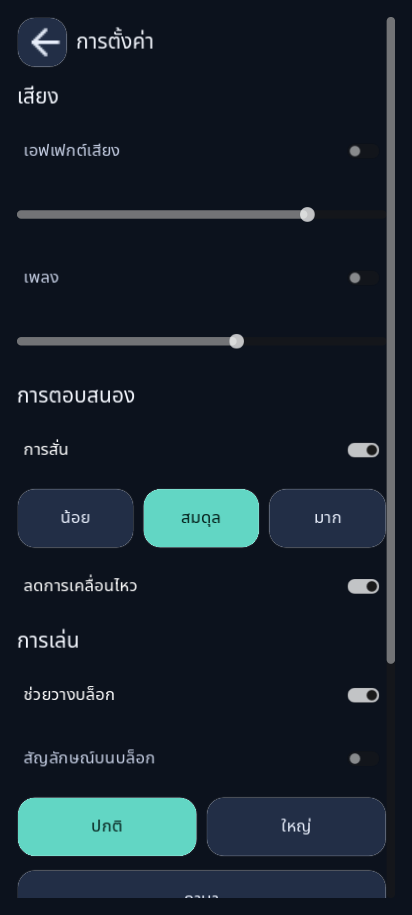 การตั้งค่า
เสียง
เอฟเฟกต์เสียง
เพลง
การตอบสนอง
การสั่น
น้อย
สมดุล
มาก
ลดการเคลื่อนไหว
การเล่น
ช่วยวางบล็อก
สัญลักษณ์บนบล็อก
ปกติ
ใหญ่